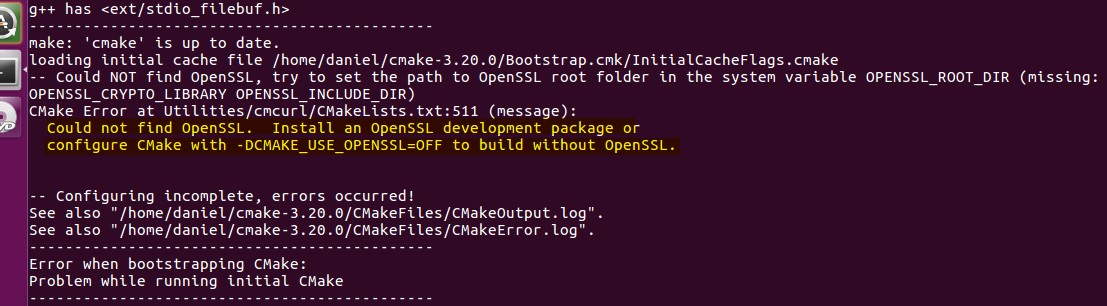 g++ has <ext/stdio_filebuf.h>
---------------------------------------------
make: 'cmake' is up to date.
loading initial cache file /home/daniel/cmake-3.20.0/Bootstrap.cmk/InitialCacheFlags.cmake
-- Could NOT find OpenSSL, try to set the path to OpenSSL root folder in the system variable OPENSSL_ROOT_DIR (missing:
OPENSSL_CRYPTO_LIBRARY OPENSSL_INCLUDE_DIR)
CMake Error at Utilities/cmcurl/CMakeLists.txt:511 (message):
  Could not find OpenSSL.  Install an OpenSSL development package or
  configure CMake with -DCMAKE_USE_OPENSSL=OFF to build without OpenSSL.
-- Configuring incomplete, errors occurred!
See also "/home/daniel/cmake-3.20.0/CMakeFiles/CMakeOutput.log".
See also "/home/daniel/cmake-3.20.0/CMakeFiles/CMakeError.log".
---------------------------------------------
Error when bootstrapping CMake:
Problem while running initial CMake
---------------------------------------------